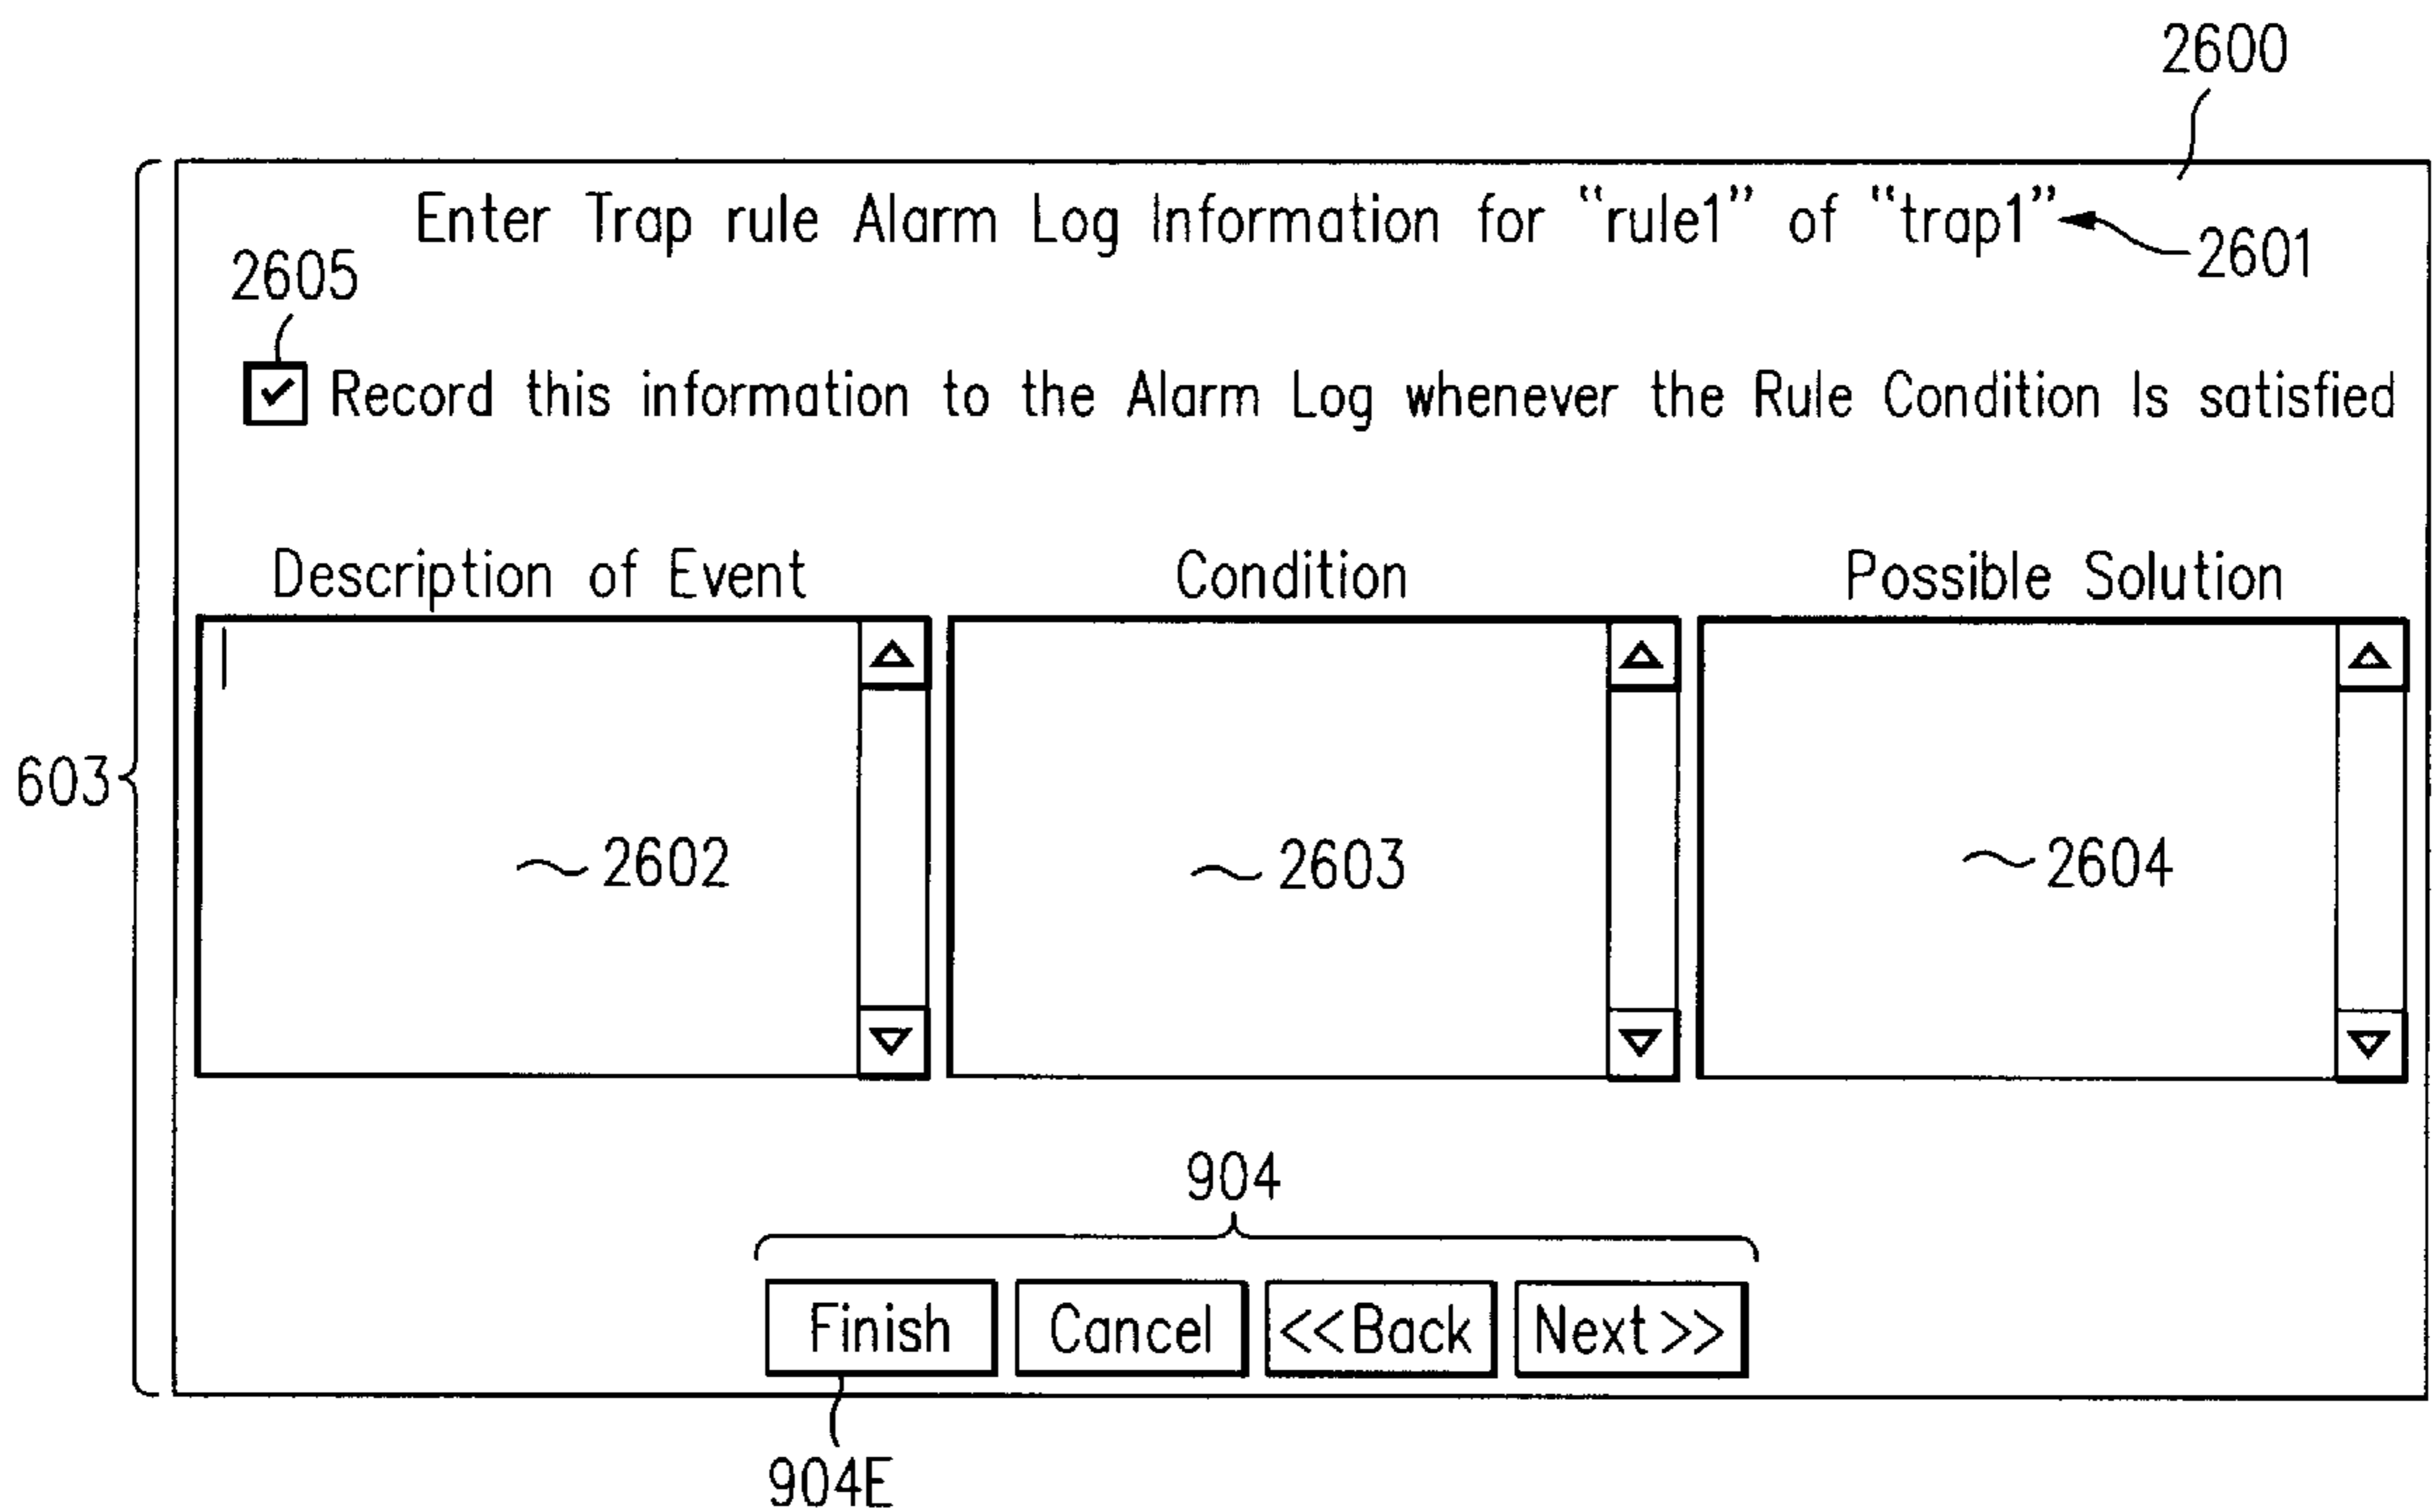 2600
Enter Trap rule Alarm Log Information for “rule1” of “trap1”
2601
2605
Record this information to the Alarm Log whenever the Rule Condition Is satisfied
Description of Event Condition Possible Solution
603
2602 2603 2604
904
Finish Cancel <<Back Next>>
904E